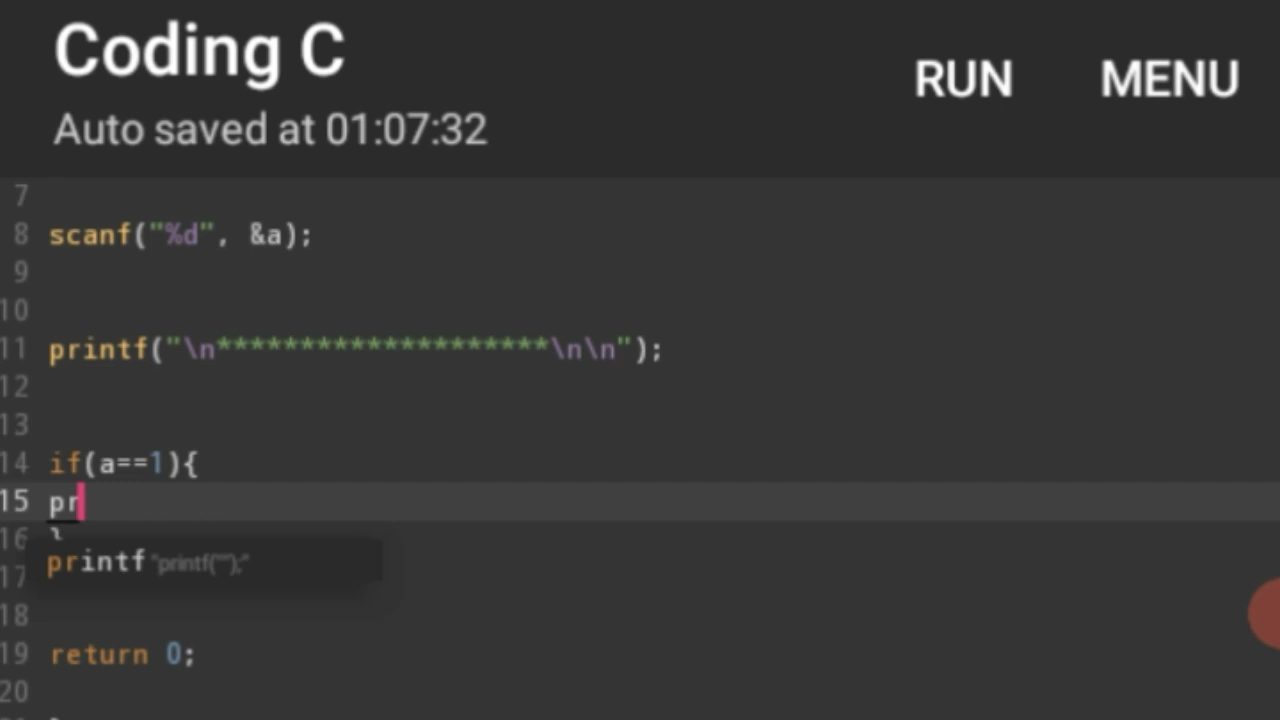 Coding C
RUN MENU
Auto saved at 01:07:32
7
8 scanf("%d", &a);
9
10
11 printf("\n********************\n\n");
12
13
14 if(a==1){
15 pr
16 }
printf "printf("");"
17
18
19 return 0;
20